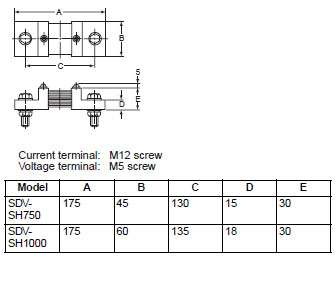 A
B
C
5
D
E
Current terminal: M12 screw
Voltage terminal: M5 screw
Model A B C D E
SDV-
SH750 175 45 130 15 30
SDV-
SH1000 175 60 135 18 30